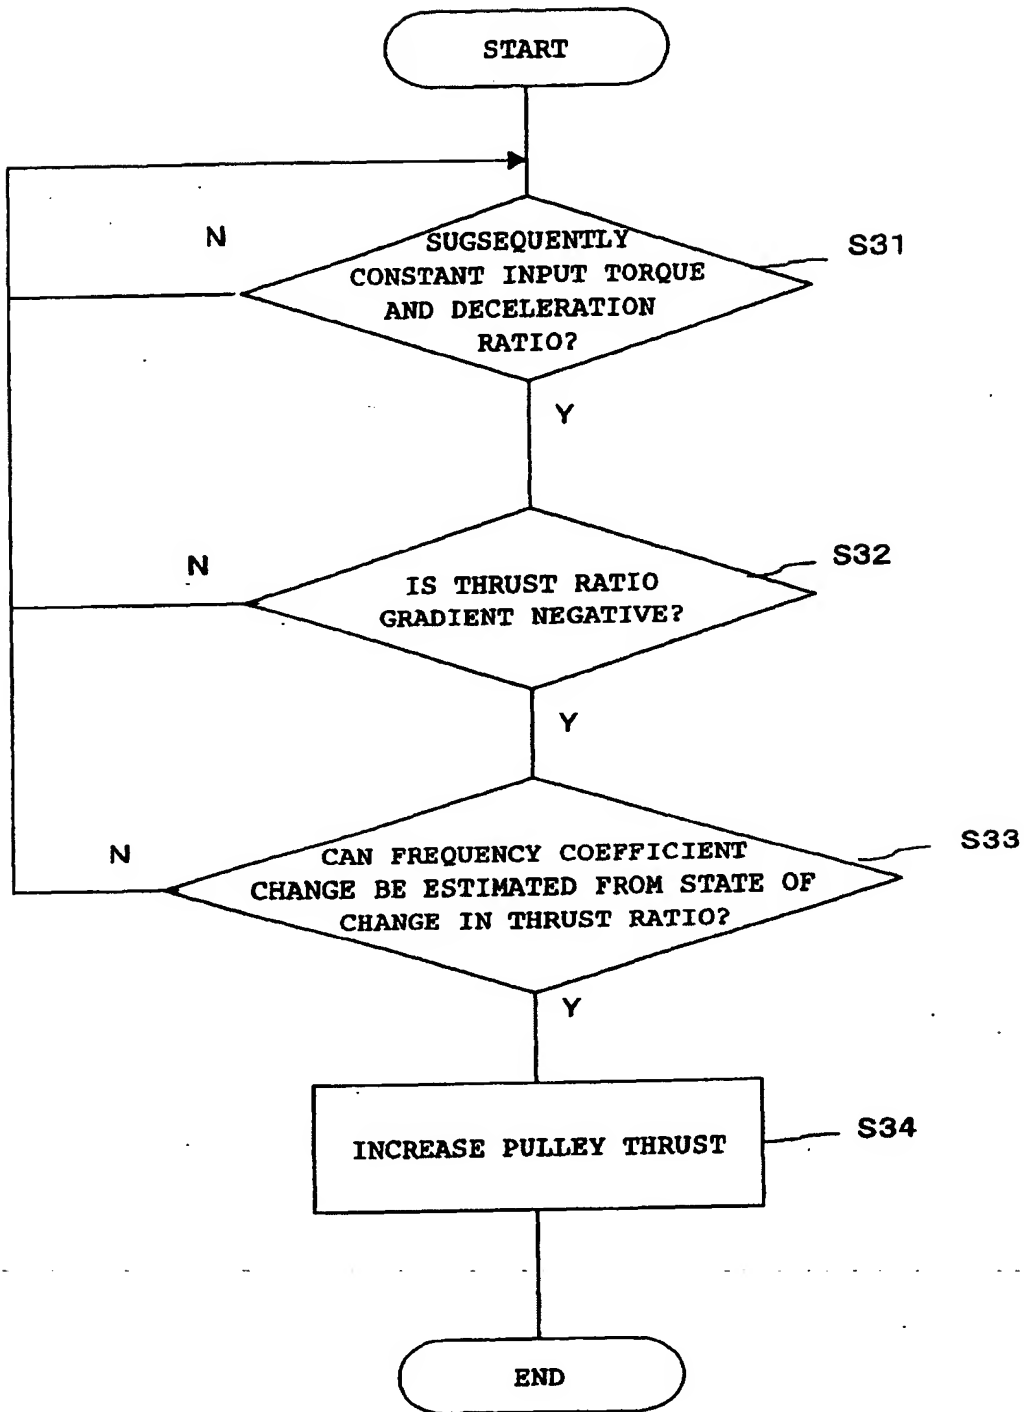 START
N
SUGSEQUENTLY
CONSTANT INPUT TORQUE
AND DECELERATION
RATIO?
S31
Y
N
IS THRUST RATIO
GRADIENT NEGATIVE?
S32
Y
N
CAN FREQUENCY COEFFICIENT
CHANGE BE ESTIMATED FROM STATE OF
CHANGE IN THRUST RATIO?
S33
Y
INCREASE PULLEY THRUST
S34
END